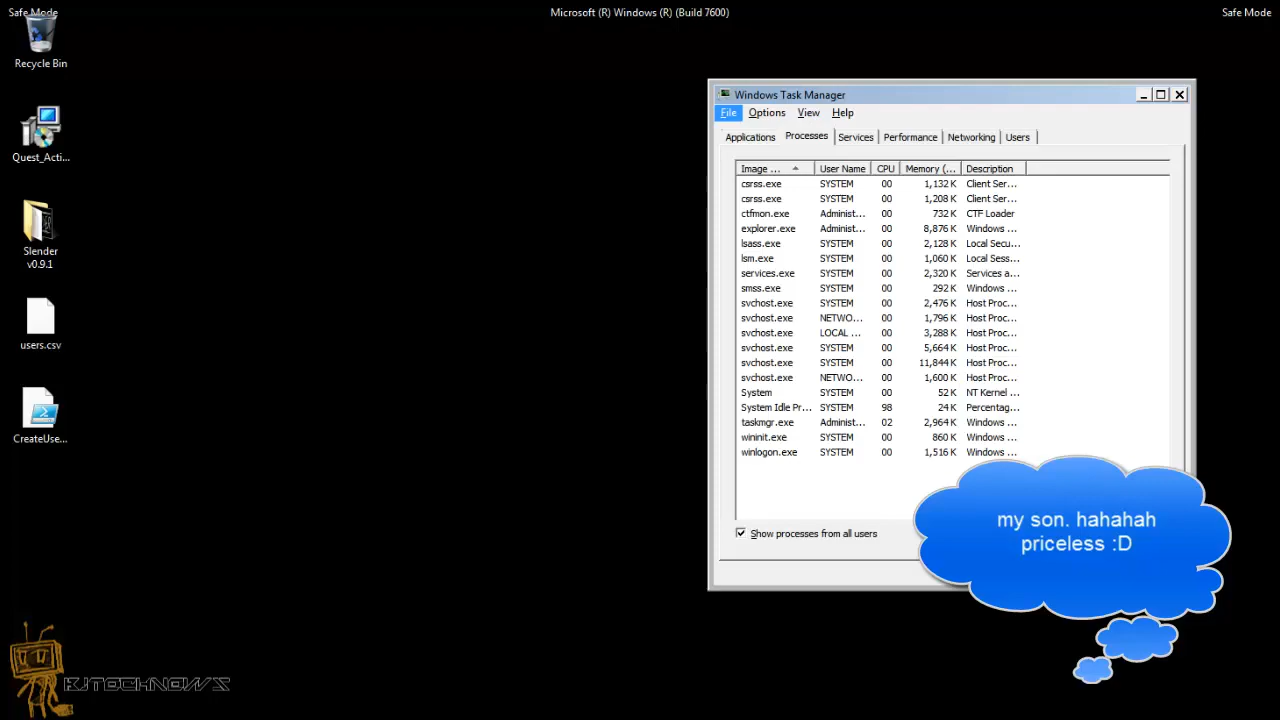 Safe Mode
Microsoft (R) Windows (R) (Build 7600)
Safe Mode
Recycle Bin
Quest_Acti...
Slender
v0.9.1
users.csv
CreateUse...
Windows Task Manager
File Options View Help
Applications Processes Services Performance Networking Users
Image ... User Name CPU Memory (... Description
csrss.exe SYSTEM 00 1,132 K Client Ser...
csrss.exe SYSTEM 00 1,208 K Client Ser...
ctfmon.exe Administ... 00 732 K CTF Loader
explorer.exe Administ... 00 8,876 K Windows ...
lsass.exe SYSTEM 00 2,128 K Local Secu...
lsm.exe SYSTEM 00 1,060 K Local Sess...
services.exe SYSTEM 00 2,320 K Services a...
smss.exe SYSTEM 00 292 K Windows ...
svchost.exe SYSTEM 00 2,476 K Host Proc...
svchost.exe NETWO... 00 1,796 K Host Proc...
svchost.exe LOCAL ... 00 3,288 K Host Proc...
svchost.exe SYSTEM 00 5,664 K Host Proc...
svchost.exe SYSTEM 00 11,844 K Host Proc...
svchost.exe NETWO... 00 1,600 K Host Proc...
System SYSTEM 00 52 K NT Kernel ...
System Idle Pr... SYSTEM 98 24 K Percentag...
taskmgr.exe Administ... 02 2,964 K Windows ...
wininit.exe SYSTEM 00 860 K Windows ...
winlogon.exe SYSTEM 00 1,516 K Windows ...
Show processes from all users
my son. hahahah
priceless :D
BJTECHNEWS